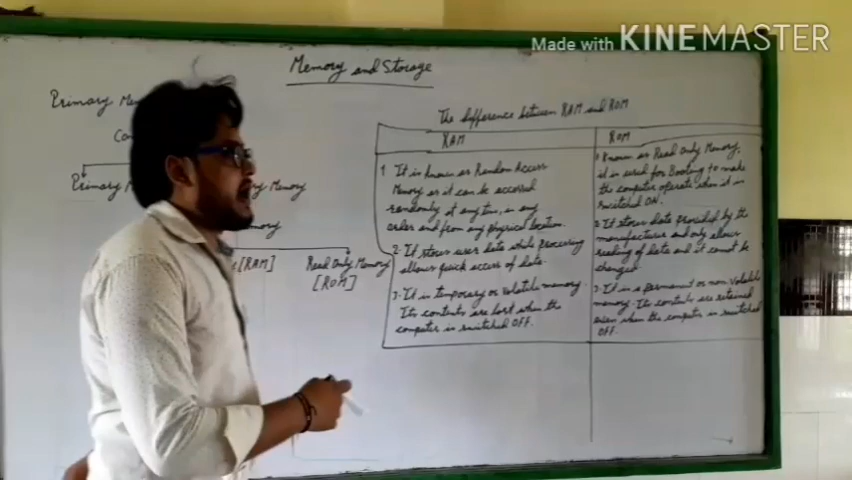 Made with KINEMASTER
Memory and Storage
Primary Me
Co
Primary
y Memory
emory
[RAM]
Read Only Memory
[ROM]
The difference between RAM and ROM
RAM
1 It is known as Random Access
Memory as it can be accessed
randomly at any time, in any
order and from any physical location.
2. It stores user data while processing
allows quick access of data.
3. It is temporary or volatile memory.
Its contents are lost when the
computer is switched OFF.
ROM
1 Known as Read Only Memory,
it is used for Booting to make
the computer operate when it is
switched ON.
2. It stores data provided by the
manufacturer and only allows
reading of data and it cannot be
changed
3. It is a permanent or non Volatile
memory. Its contents are retained
even when the computer is switched
OFF.